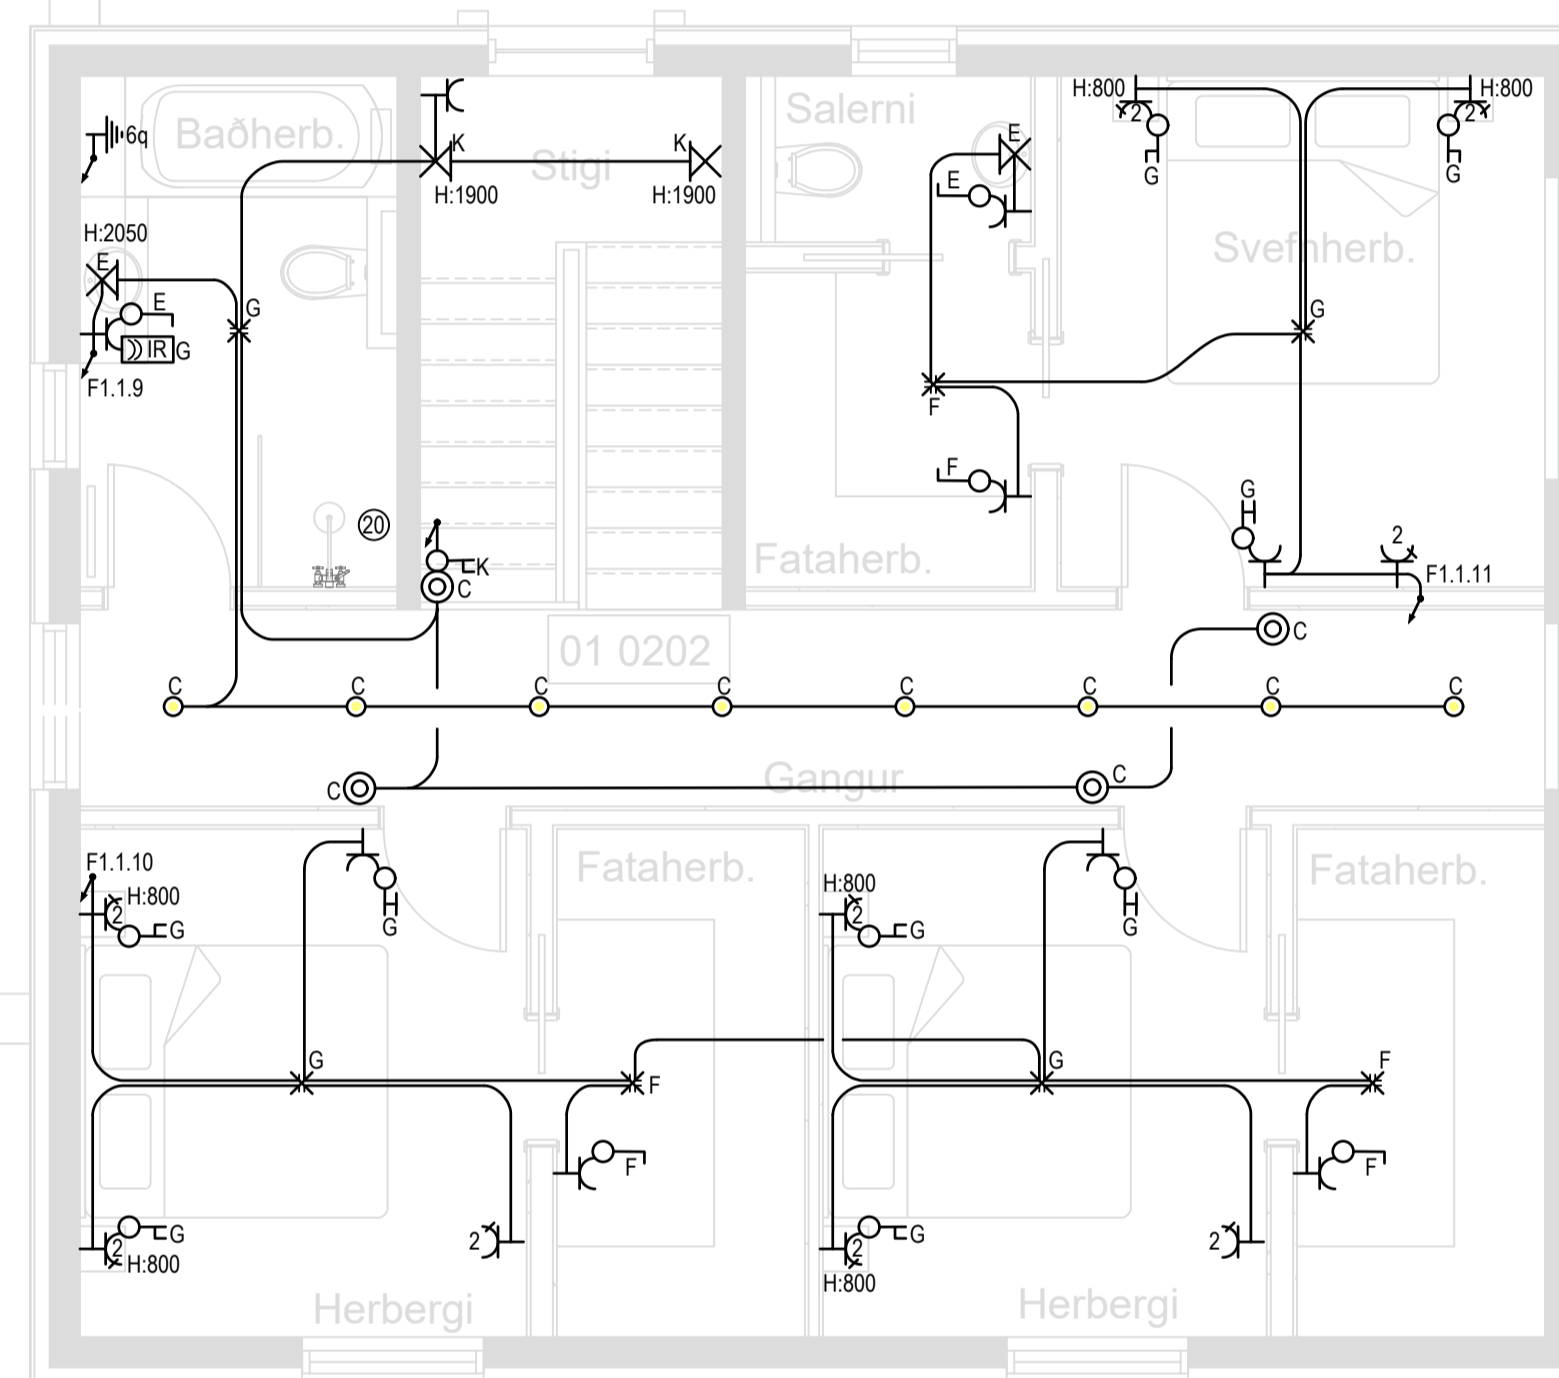 H:800
H:800
2
2
G
G
6q
Baðherb.
K
K
Stigi
H:1900
H:1900
Salerni
E
E
H:2050
E
E
IR
G
G
F1.1.9
Svefnherb.
G
F
F
G
2
20
K
C
Fataherb.
F1.1.11
01 0202
C
C
C
C
C
C
C
C
C
C
Gangur
C
F1.1.10
H:800
2
G
G
Fataherb.
H:800
2
G
G
Fataherb.
G
F
G
F
F
F
G
2
H:800
2
G
2
H:800
2
Herbergi
Herbergi